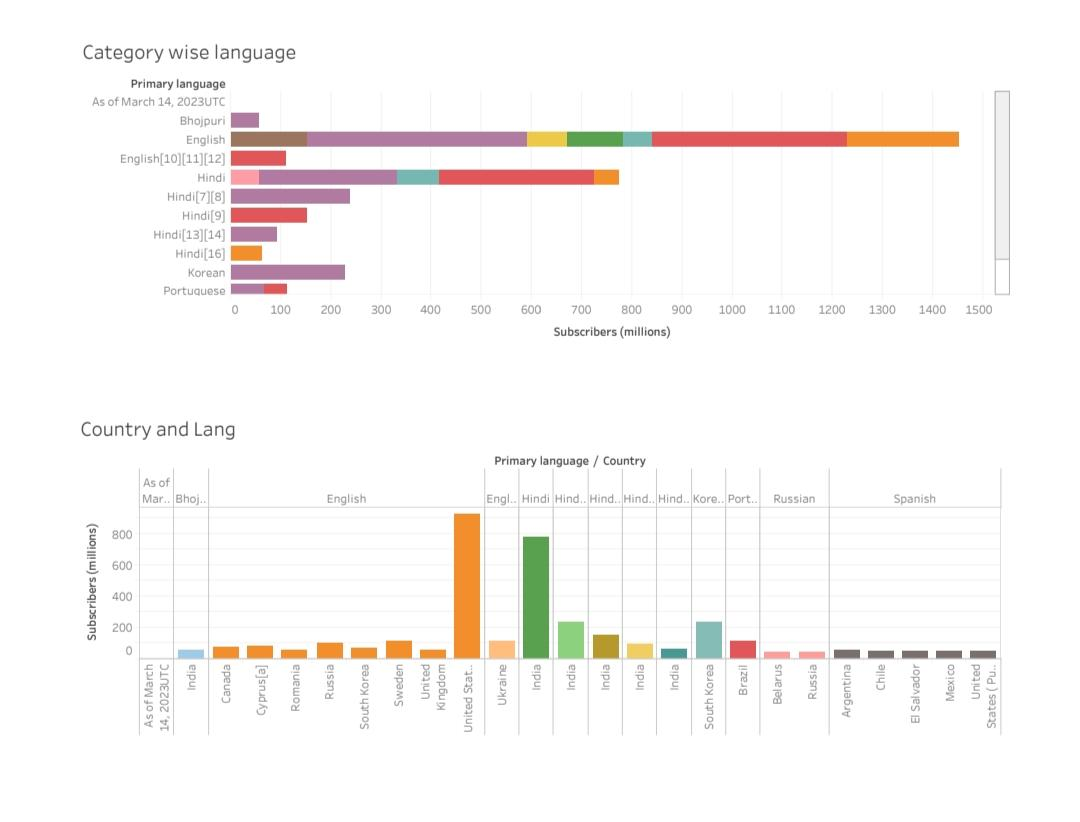 Category wise language
Primary language
As of March 14, 2023UTC
Bhojpuri
English
English[10][11][12]
Hindi
Hindi[7][8]
Hindi[9]
Hindi[13][14]
Hindi[16]
Korean
Portuguese
0 100 200 300 400 500 600 700 800 900 1000 1100 1200 1300 1400 1500
Subscribers (millions)
Country and Lang
Primary language / Country
As of
Mar.. Bhoj.. English Engl.. Hindi Hind.. Hind.. Hind.. Hind.. Kore.. Port.. Russian Spanish
Subscribers (millions)
800
600
400
200
0
As of March
14, 2023UTC
India
Canada
Cyprus[a]
Romania
Russia
South Korea
Sweden
United
Kingdom
United Stat..
Ukraine
India
India
India
India
India
South Korea
Brazil
Belarus
Russia
Argentina
Chile
El Salvador
Mexico
United
States ( Pu..